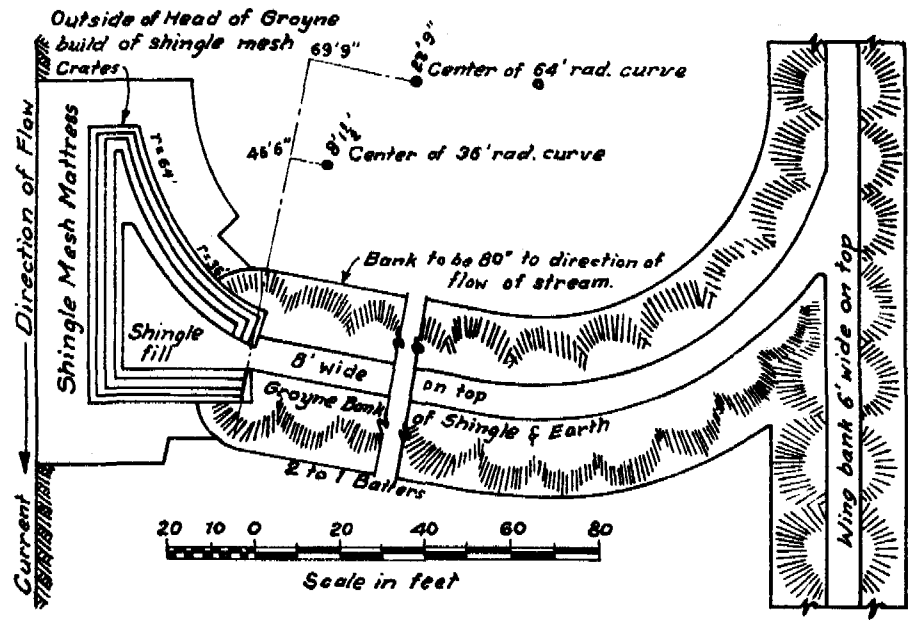 Outside of Head of Groyne
build of shingle mesh
Crates
69'9"
22'9"
Center of 64' rad. curve
46'6"
Center of 36' rad. curve
r=64'
r=36'
Current
Direction of Flow
Shingle Mesh Mattress
Shingle
fill
Bank to be 80° to direction of
flow of stream.
8' wide
on top
Groyne Bank
of Shingle & Earth
2 to 1 Batters
Wing bank 6' wide on top
20 10 0 20 40 60 80
Scale in feet